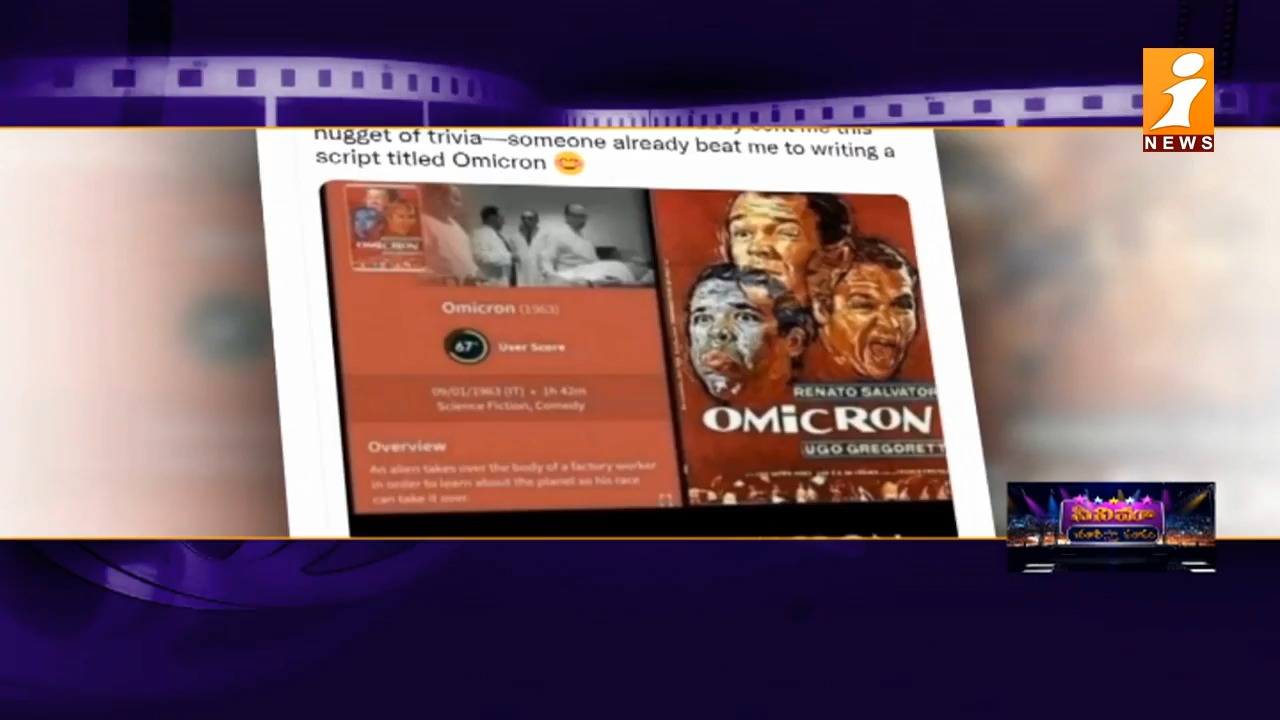 nugget of trivia—someone already beat me to writing a
script titled Omicron
OMICRON
Omicron (1963)
67%
User Score
09/01/1963 (IT) • 1h 42m
Science Fiction, Comedy
Overview
An alien takes over the body of a factory worker
in order to learn about the planet so his race
can take it over.
RENATO SALVATOR
OMiCRON
UGO GREGORETT
i
NEWS